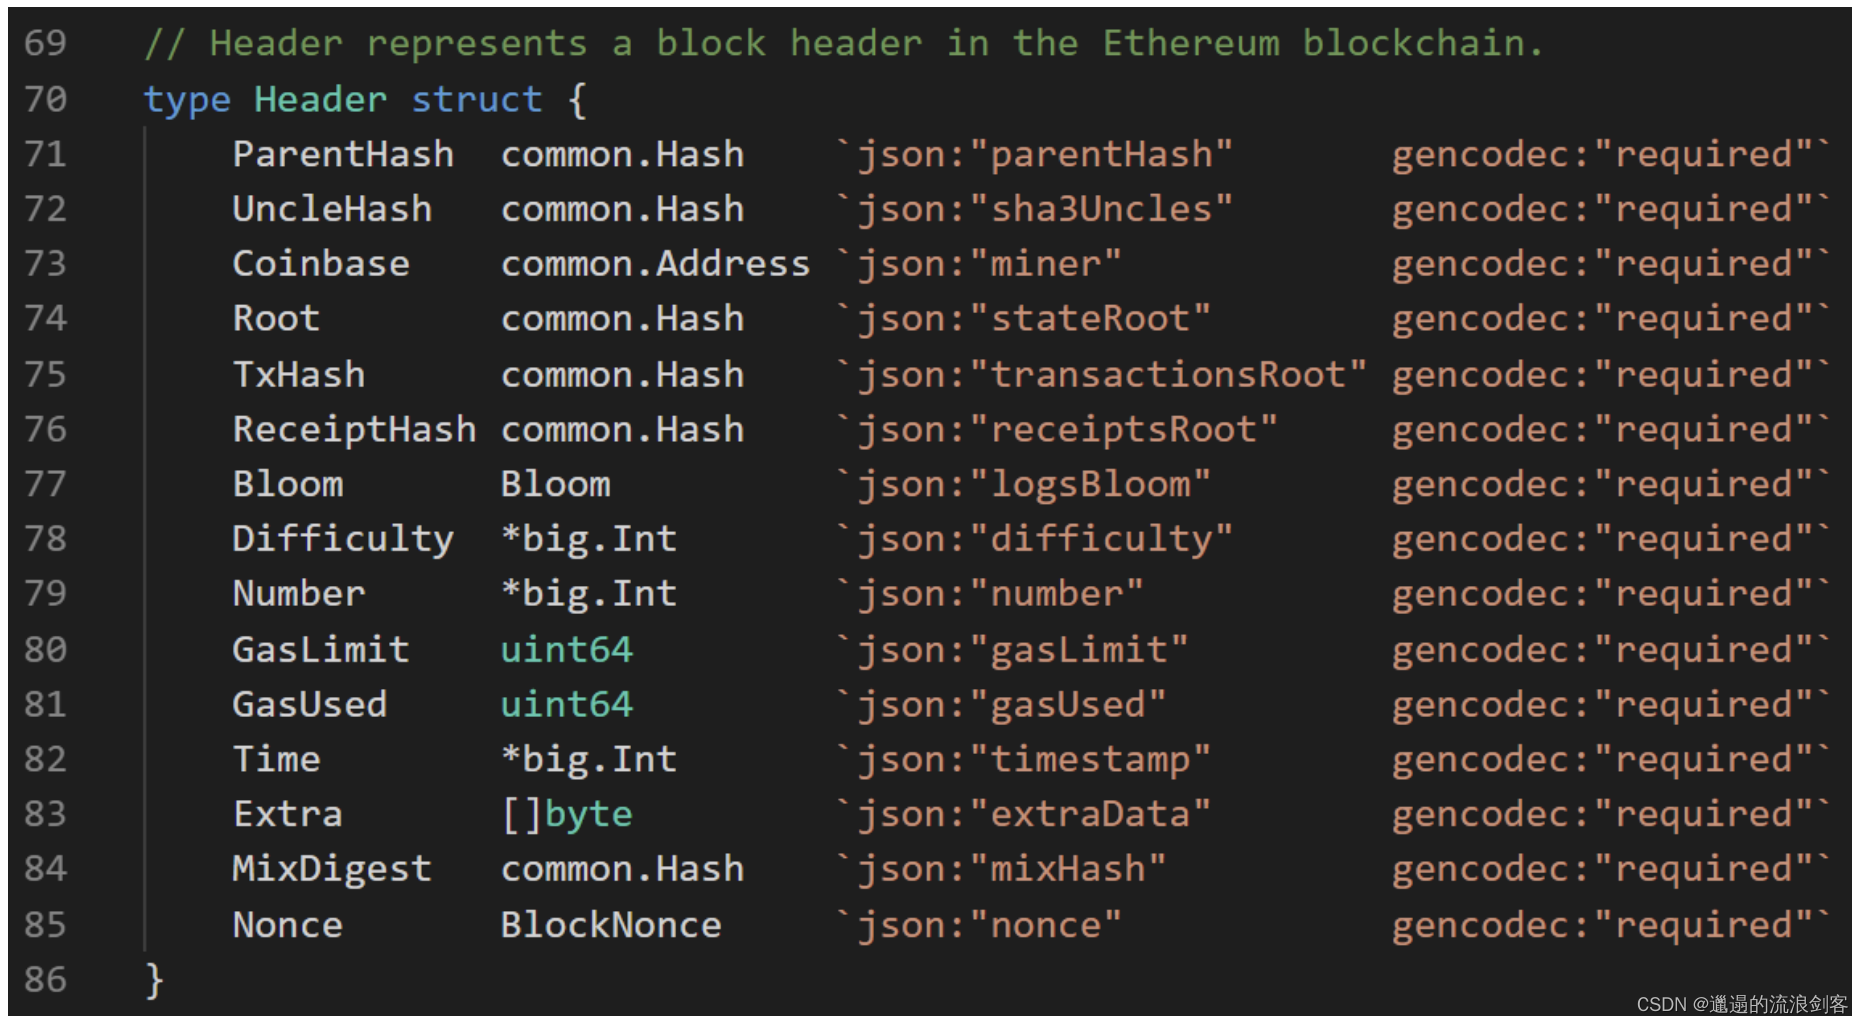 69 // Header represents a block header in the Ethereum blockchain.
70 type Header struct {
71 ParentHash common.Hash `json:"parentHash" gencodec:"required"`
72 UncleHash common.Hash `json:"sha3Uncles" gencodec:"required"`
73 Coinbase common.Address `json:"miner" gencodec:"required"`
74 Root common.Hash `json:"stateRoot" gencodec:"required"`
75 TxHash common.Hash `json:"transactionsRoot" gencodec:"required"`
76 ReceiptHash common.Hash `json:"receiptsRoot" gencodec:"required"`
77 Bloom Bloom `json:"logsBloom" gencodec:"required"`
78 Difficulty *big.Int `json:"difficulty" gencodec:"required"`
79 Number *big.Int `json:"number" gencodec:"required"`
80 GasLimit uint64 `json:"gasLimit" gencodec:"required"`
81 GasUsed uint64 `json:"gasUsed" gencodec:"required"`
82 Time *big.Int `json:"timestamp" gencodec:"required"`
83 Extra []byte `json:"extraData" gencodec:"required"`
84 MixDigest common.Hash `json:"mixHash" gencodec:"required"`
85 Nonce BlockNonce `json:"nonce" gencodec:"required"`
86 }
CSDN @邋遢的流浪剑客